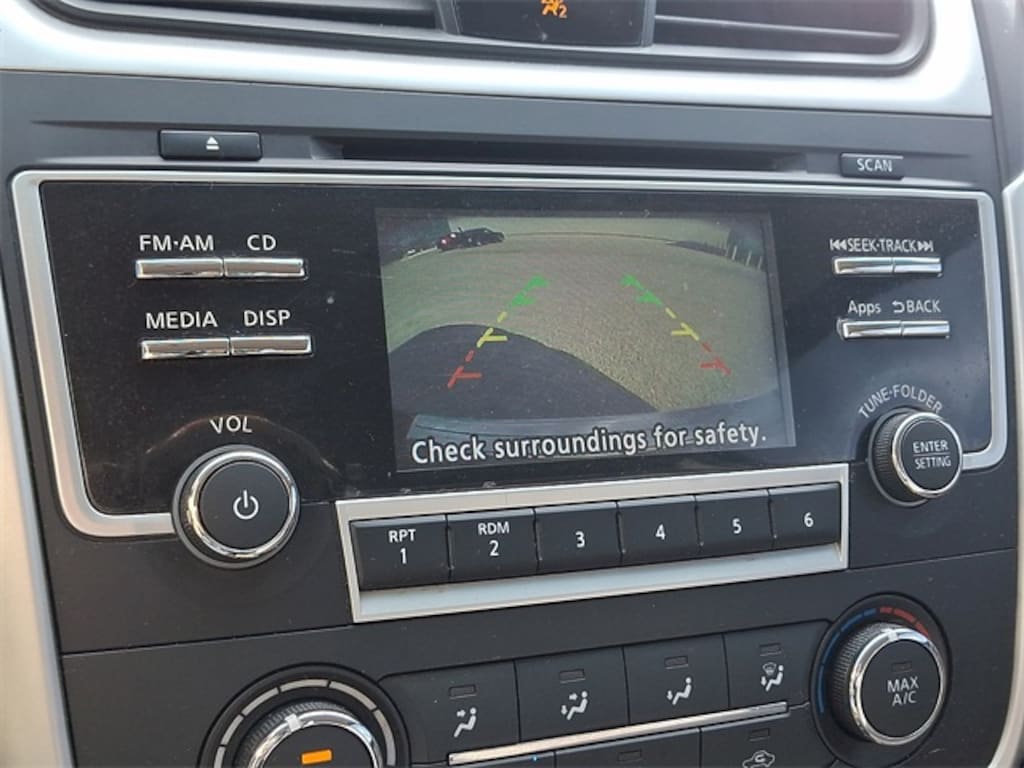 2
SCAN
FM·AM CD
SEEK·TRACK
MEDIA DISP
Apps BACK
TUNE·FOLDER
VOL
Check surroundings for safety.
ENTER
SETTING
RPT
1
RDM
2
3
4
5
6
MAX
A/C